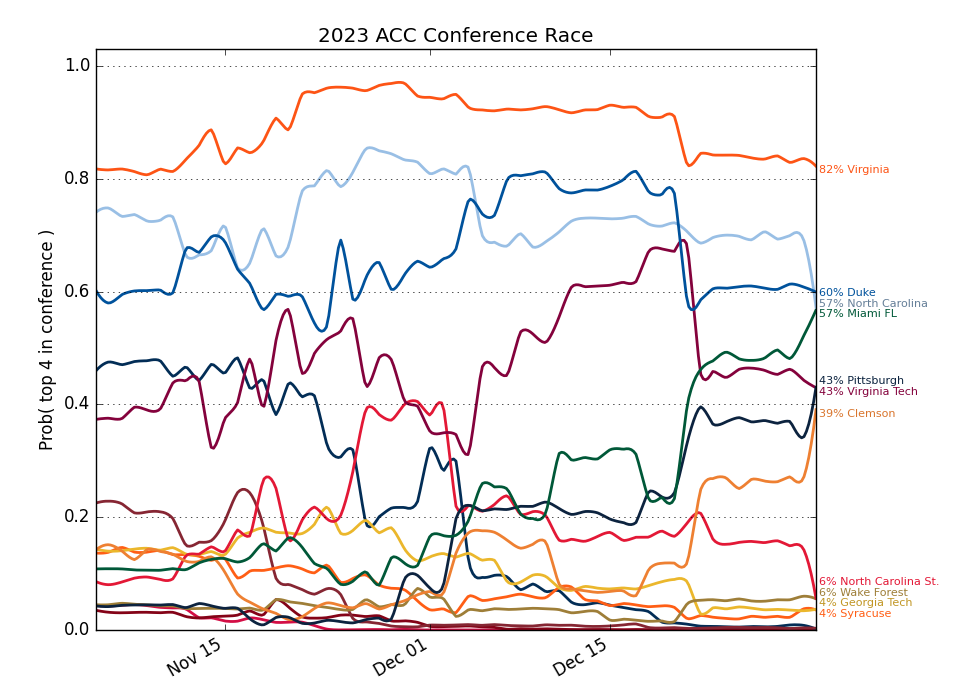 2023 ACC Conference Race
Prob( top 4 in conference )
1.0
0.8
0.6
0.4
0.2
0.0
Nov 15
Dec 01
Dec 15
82% Virginia
60% Duke
57% North Carolina
57% Miami FL
43% Pittsburgh
43% Virginia Tech
39% Clemson
6% North Carolina St.
6% Wake Forest
4% Georgia Tech
4% Syracuse